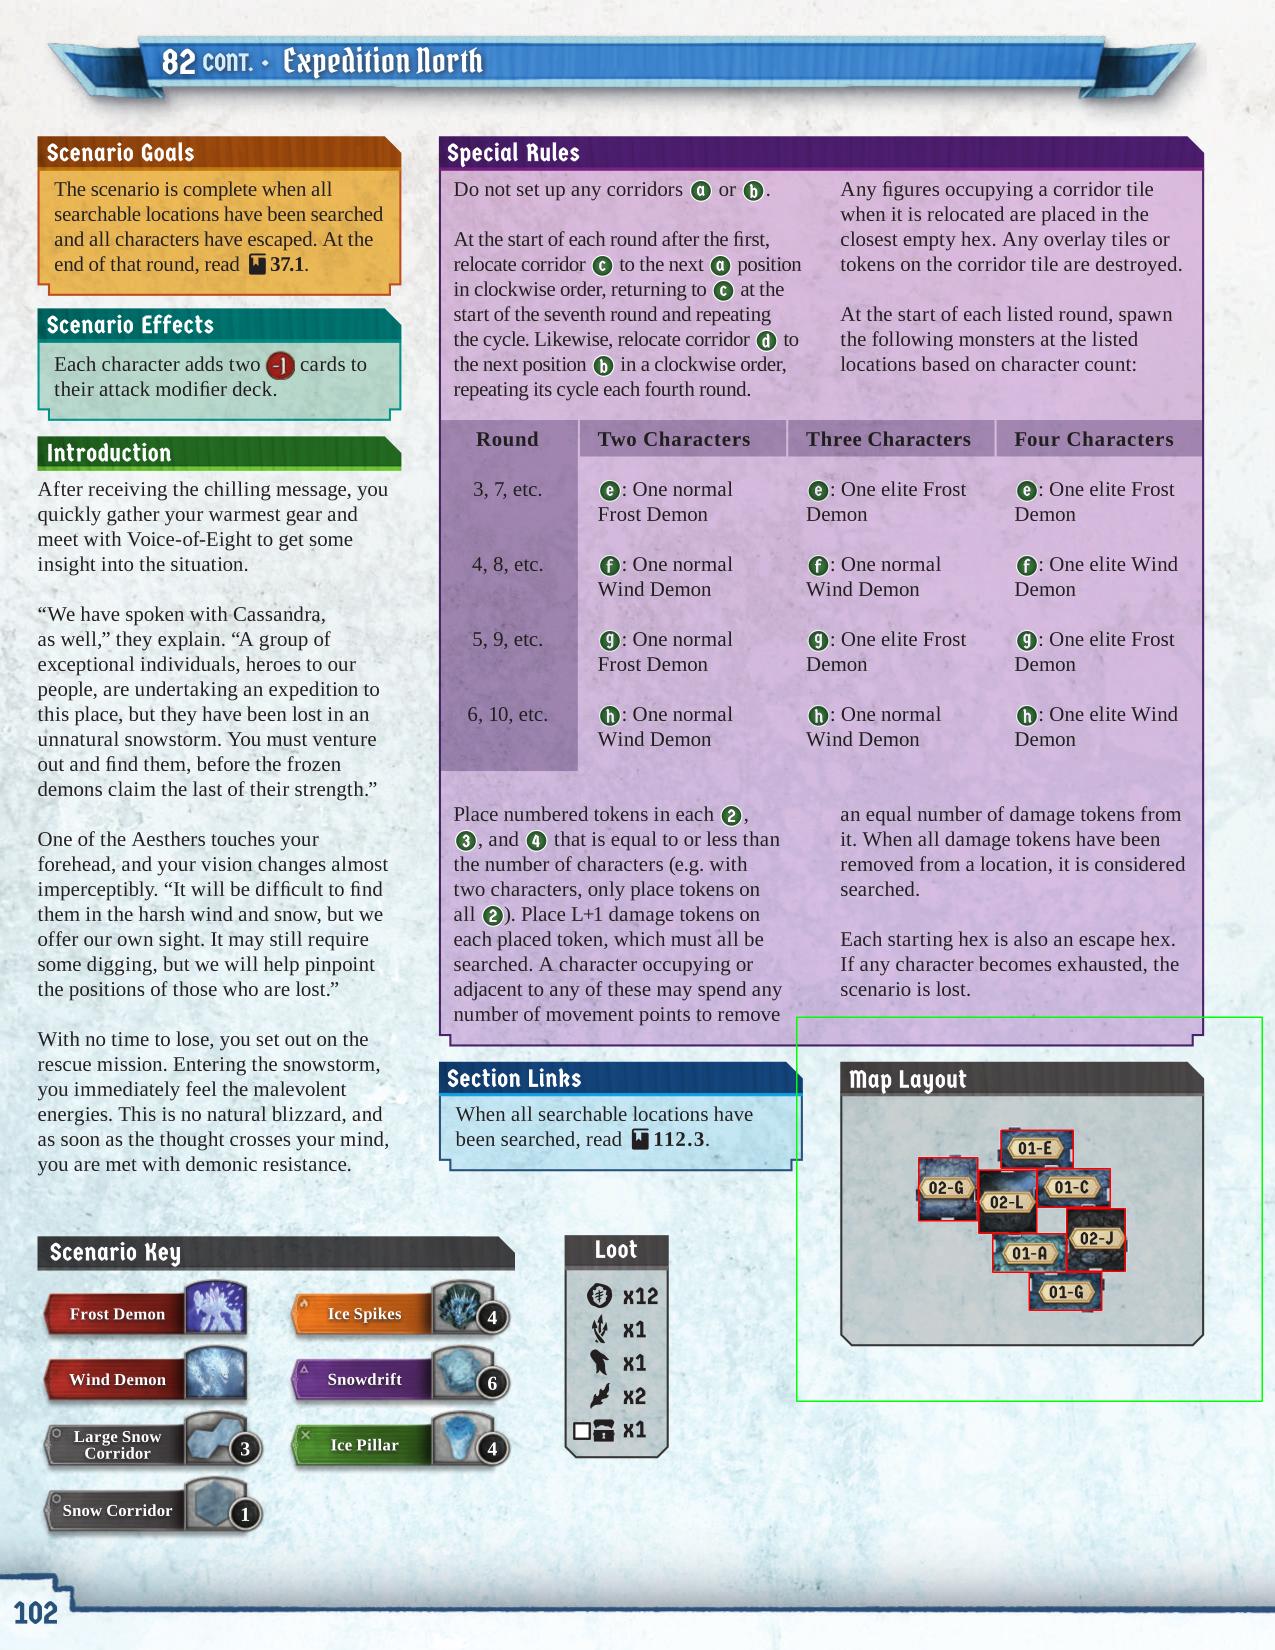 82 CONT. • Expedition North
Scenario Goals
The scenario is complete when all
searchable locations have been searched
and all characters have escaped. At the
end of that round, read 37.1.
Scenario Effects
Each character adds two -1 cards to
their attack modifier deck.
Introduction
After receiving the chilling message, you
quickly gather your warmest gear and
meet with Voice-of-Eight to get some
insight into the situation.
“We have spoken with Cassandra,
as well,” they explain. “A group of
exceptional individuals, heroes to our
people, are undertaking an expedition to
this place, but they have been lost in an
unnatural snowstorm. You must venture
out and find them, before the frozen
demons claim the last of their strength.”
One of the Aesthers touches your
forehead, and your vision changes almost
imperceptibly. “It will be difficult to find
them in the harsh wind and snow, but we
offer our own sight. It may still require
some digging, but we will help pinpoint
the positions of those who are lost.”
With no time to lose, you set out on the
rescue mission. Entering the snowstorm,
you immediately feel the malevolent
energies. This is no natural blizzard, and
as soon as the thought crosses your mind,
you are met with demonic resistance.
Special Rules
Do not set up any corridors a or b.
At the start of each round after the first,
relocate corridor c to the next a position
in clockwise order, returning to c at the
start of the seventh round and repeating
the cycle. Likewise, relocate corridor d to
the next position b in a clockwise order,
repeating its cycle each fourth round.
Any figures occupying a corridor tile
when it is relocated are placed in the
closest empty hex. Any overlay tiles or
tokens on the corridor tile are destroyed.
At the start of each listed round, spawn
the following monsters at the listed
locations based on character count:
Round Two Characters Three Characters Four Characters
3, 7, etc. e: One normal e: One elite Frost e: One elite Frost
Frost Demon Demon Demon
4, 8, etc. f: One normal f: One normal f: One elite Wind
Wind Demon Wind Demon Demon
5, 9, etc. g: One normal g: One elite Frost g: One elite Frost
Frost Demon Demon Demon
6, 10, etc. h: One normal h: One normal h: One elite Wind
Wind Demon Wind Demon Demon
Place numbered tokens in each 2,
3, and 4 that is equal to or less than
the number of characters (e.g. with
two characters, only place tokens on
all 2). Place L+1 damage tokens on
each placed token, which must all be
searched. A character occupying or
adjacent to any of these may spend any
number of movement points to remove
an equal number of damage tokens from
it. When all damage tokens have been
removed from a location, it is considered
searched.
Each starting hex is also an escape hex.
If any character becomes exhausted, the
scenario is lost.
Section Links
When all searchable locations have
been searched, read 112.3.
Map Layout
01-E
02-G
02-L
01-C
01-A
02-J
01-G
Scenario Key
Frost Demon
Ice Spikes 4
Wind Demon
Snowdrift 6
Large Snow
Corridor 3
Ice Pillar 4
Snow Corridor 1
Loot
x12
x1
x1
x2
x1
102